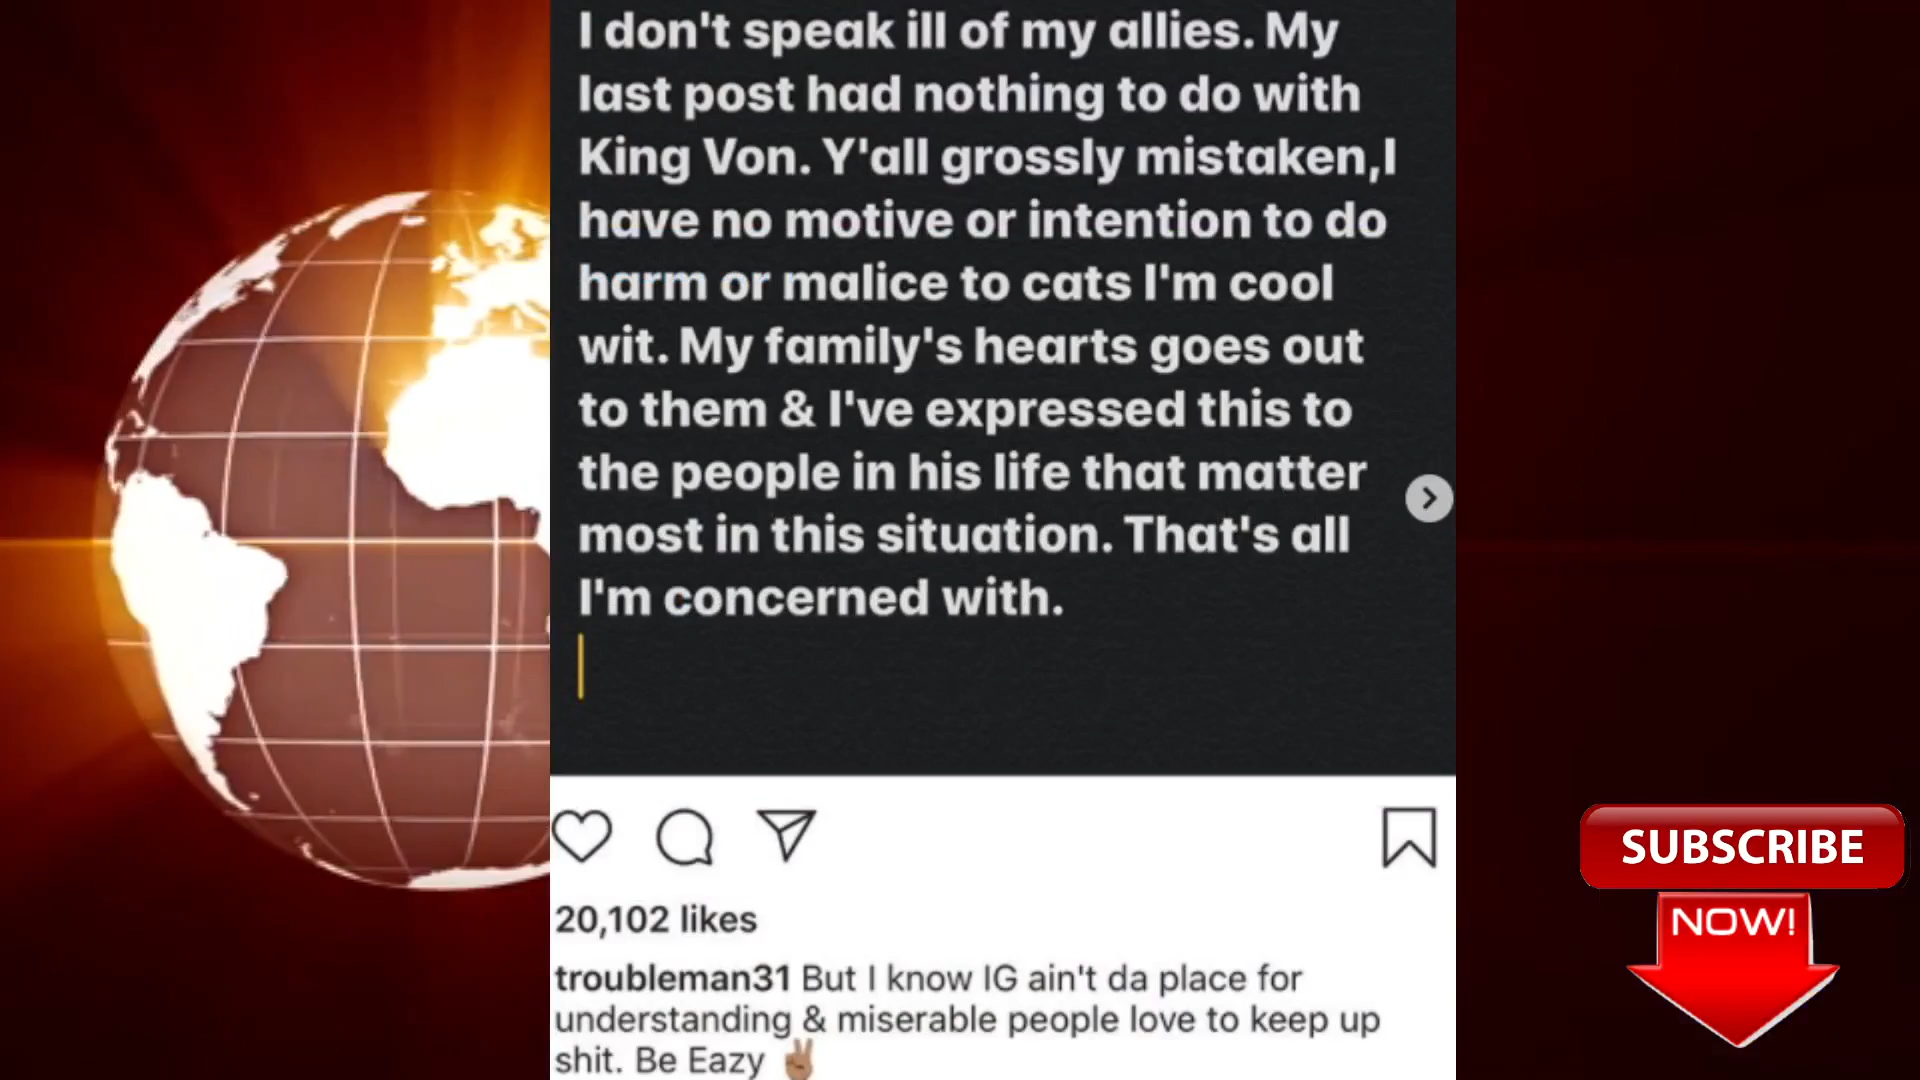 I don't speak ill of my allies. My
last post had nothing to do with
King Von. Y'all grossly mistaken,I
have no motive or intention to do
harm or malice to cats I'm cool
wit. My family's hearts goes out
to them & I've expressed this to
the people in his life that matter
most in this situation. That's all
I'm concerned with.
20,102 likes
troubleman31 But I know IG ain't da place for
understanding & miserable people love to keep up
shit. Be Eazy ✌🏽
SUBSCRIBE
NOW!